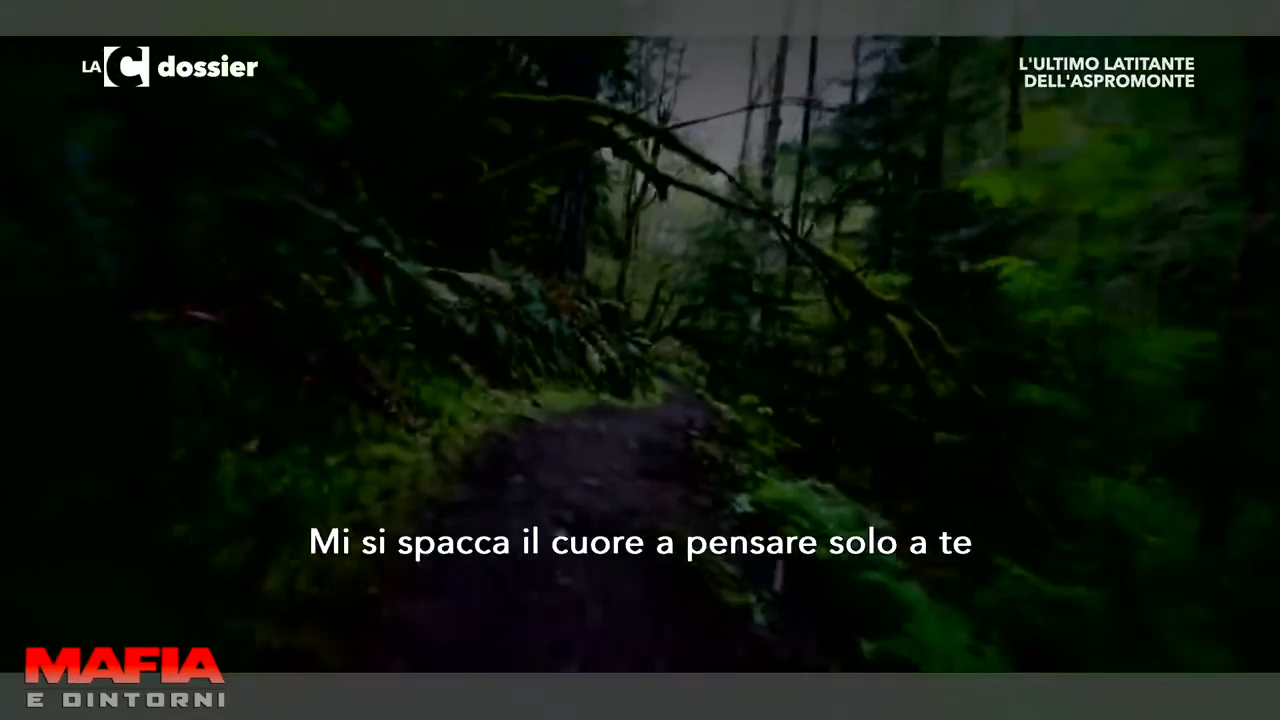 LA C dossier
L'ULTIMO LATITANTE
DELL'ASPROMONTE
Mi si spacca il cuore a pensare solo a te
MAFIA
E DINTORNI